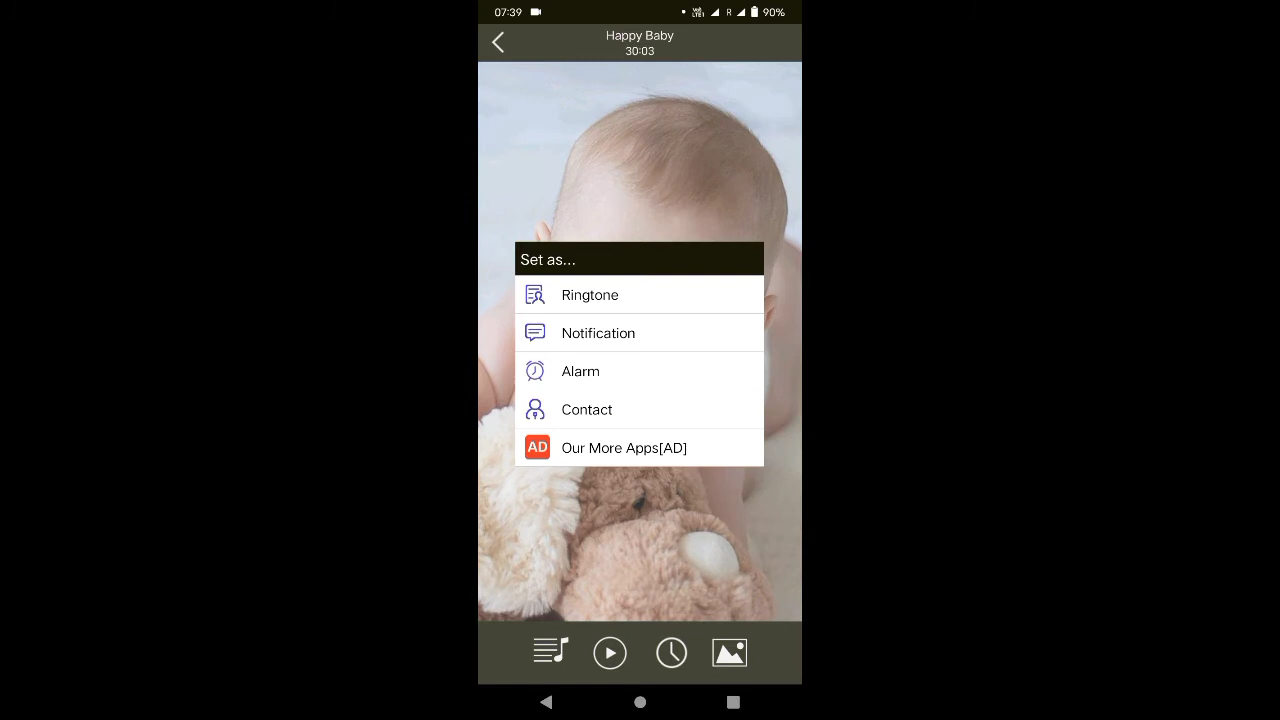 07:39
R
90%
Happy Baby
30:03
Set as...
Ringtone
Notification
Alarm
Contact
AD Our More Apps[AD]